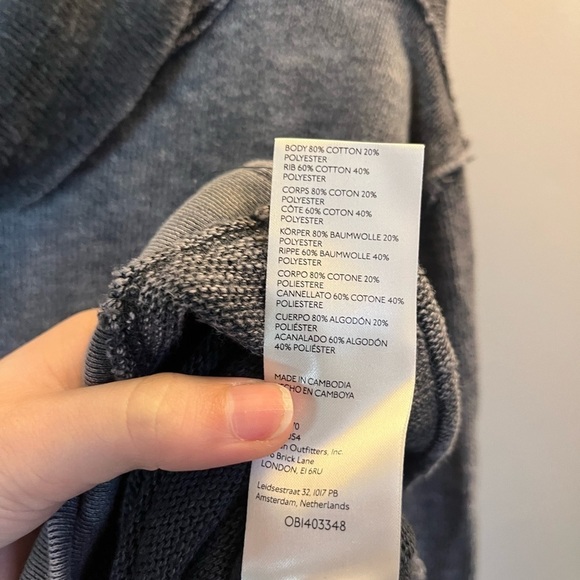 BODY 80% COTTON 20%
POLYESTER
RIB 60% COTTON 40%
POLYESTER
CORPS 80% COTON 20%
POLYESTER
CÔTE 60% COTON 40%
POLYESTER
KÖRPER 80% BAUMWOLLE 20%
POLYESTER
RIPPE 60% BAUMWOLLE 40%
POLYESTER
CORPO 80% COTONE 20%
POLIESTERE
CANNELLATO 60% COTONE 40%
POLIESTERE
CUERPO 80% ALGODÓN 20%
POLIÉSTER
ACANALADO 60% ALGODÓN
40% POLIÉSTER
MADE IN CAMBODIA
EN CAMBOYA
Outfitters, Inc.
Brick Lane
LONDON, E1 6RU
Leidsestraat 32, 1017 PB
Amsterdam, Netherlands
OB1403348